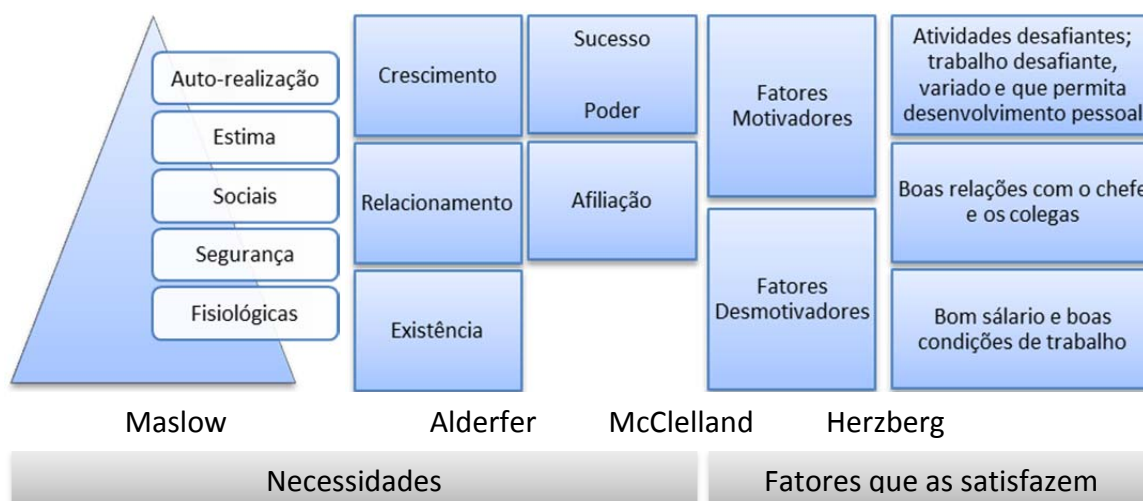 Auto-realização
Estima
Sociais
Segurança
Fisiológicas
Crescimento
Relacionamento
Existência
Sucesso
Poder
Afiliação
Fatores
Motivadores
Fatores
Desmotivadores
Atividades desafiantes;
trabalho desafiante,
variado e que permita
desenvolvimento pessoal
Boas relações com o chefe
e os colegas
Bom sálario e boas
condições de trabalho
Maslow
Alderfer
McClelland
Herzberg
Necessidades
Fatores que as satisfazem